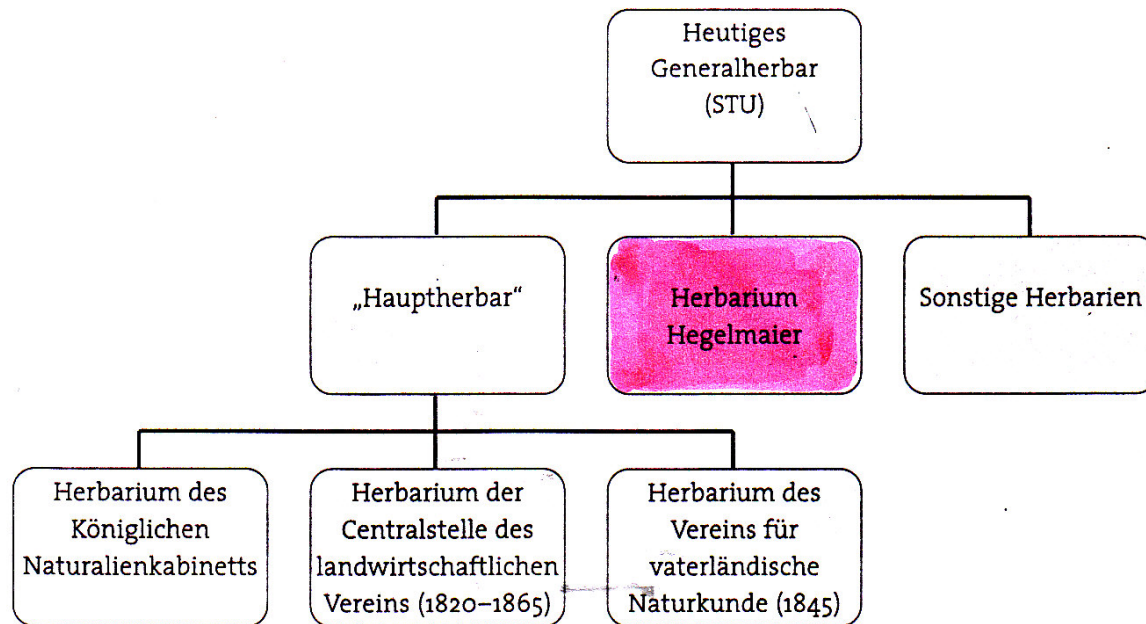 Heutiges
Generalherbar
(STU)
„Hauptherbar“
Herbarium
Hegelmaier
Sonstige Herbarien
Herbarium des
Königlichen
Naturalienkabinetts
Herbarium der
Centralstelle des
landwirtschaftlichen
Vereins (1820–1865)
Herbarium des
Vereins für
vaterländische
Naturkunde (1845)